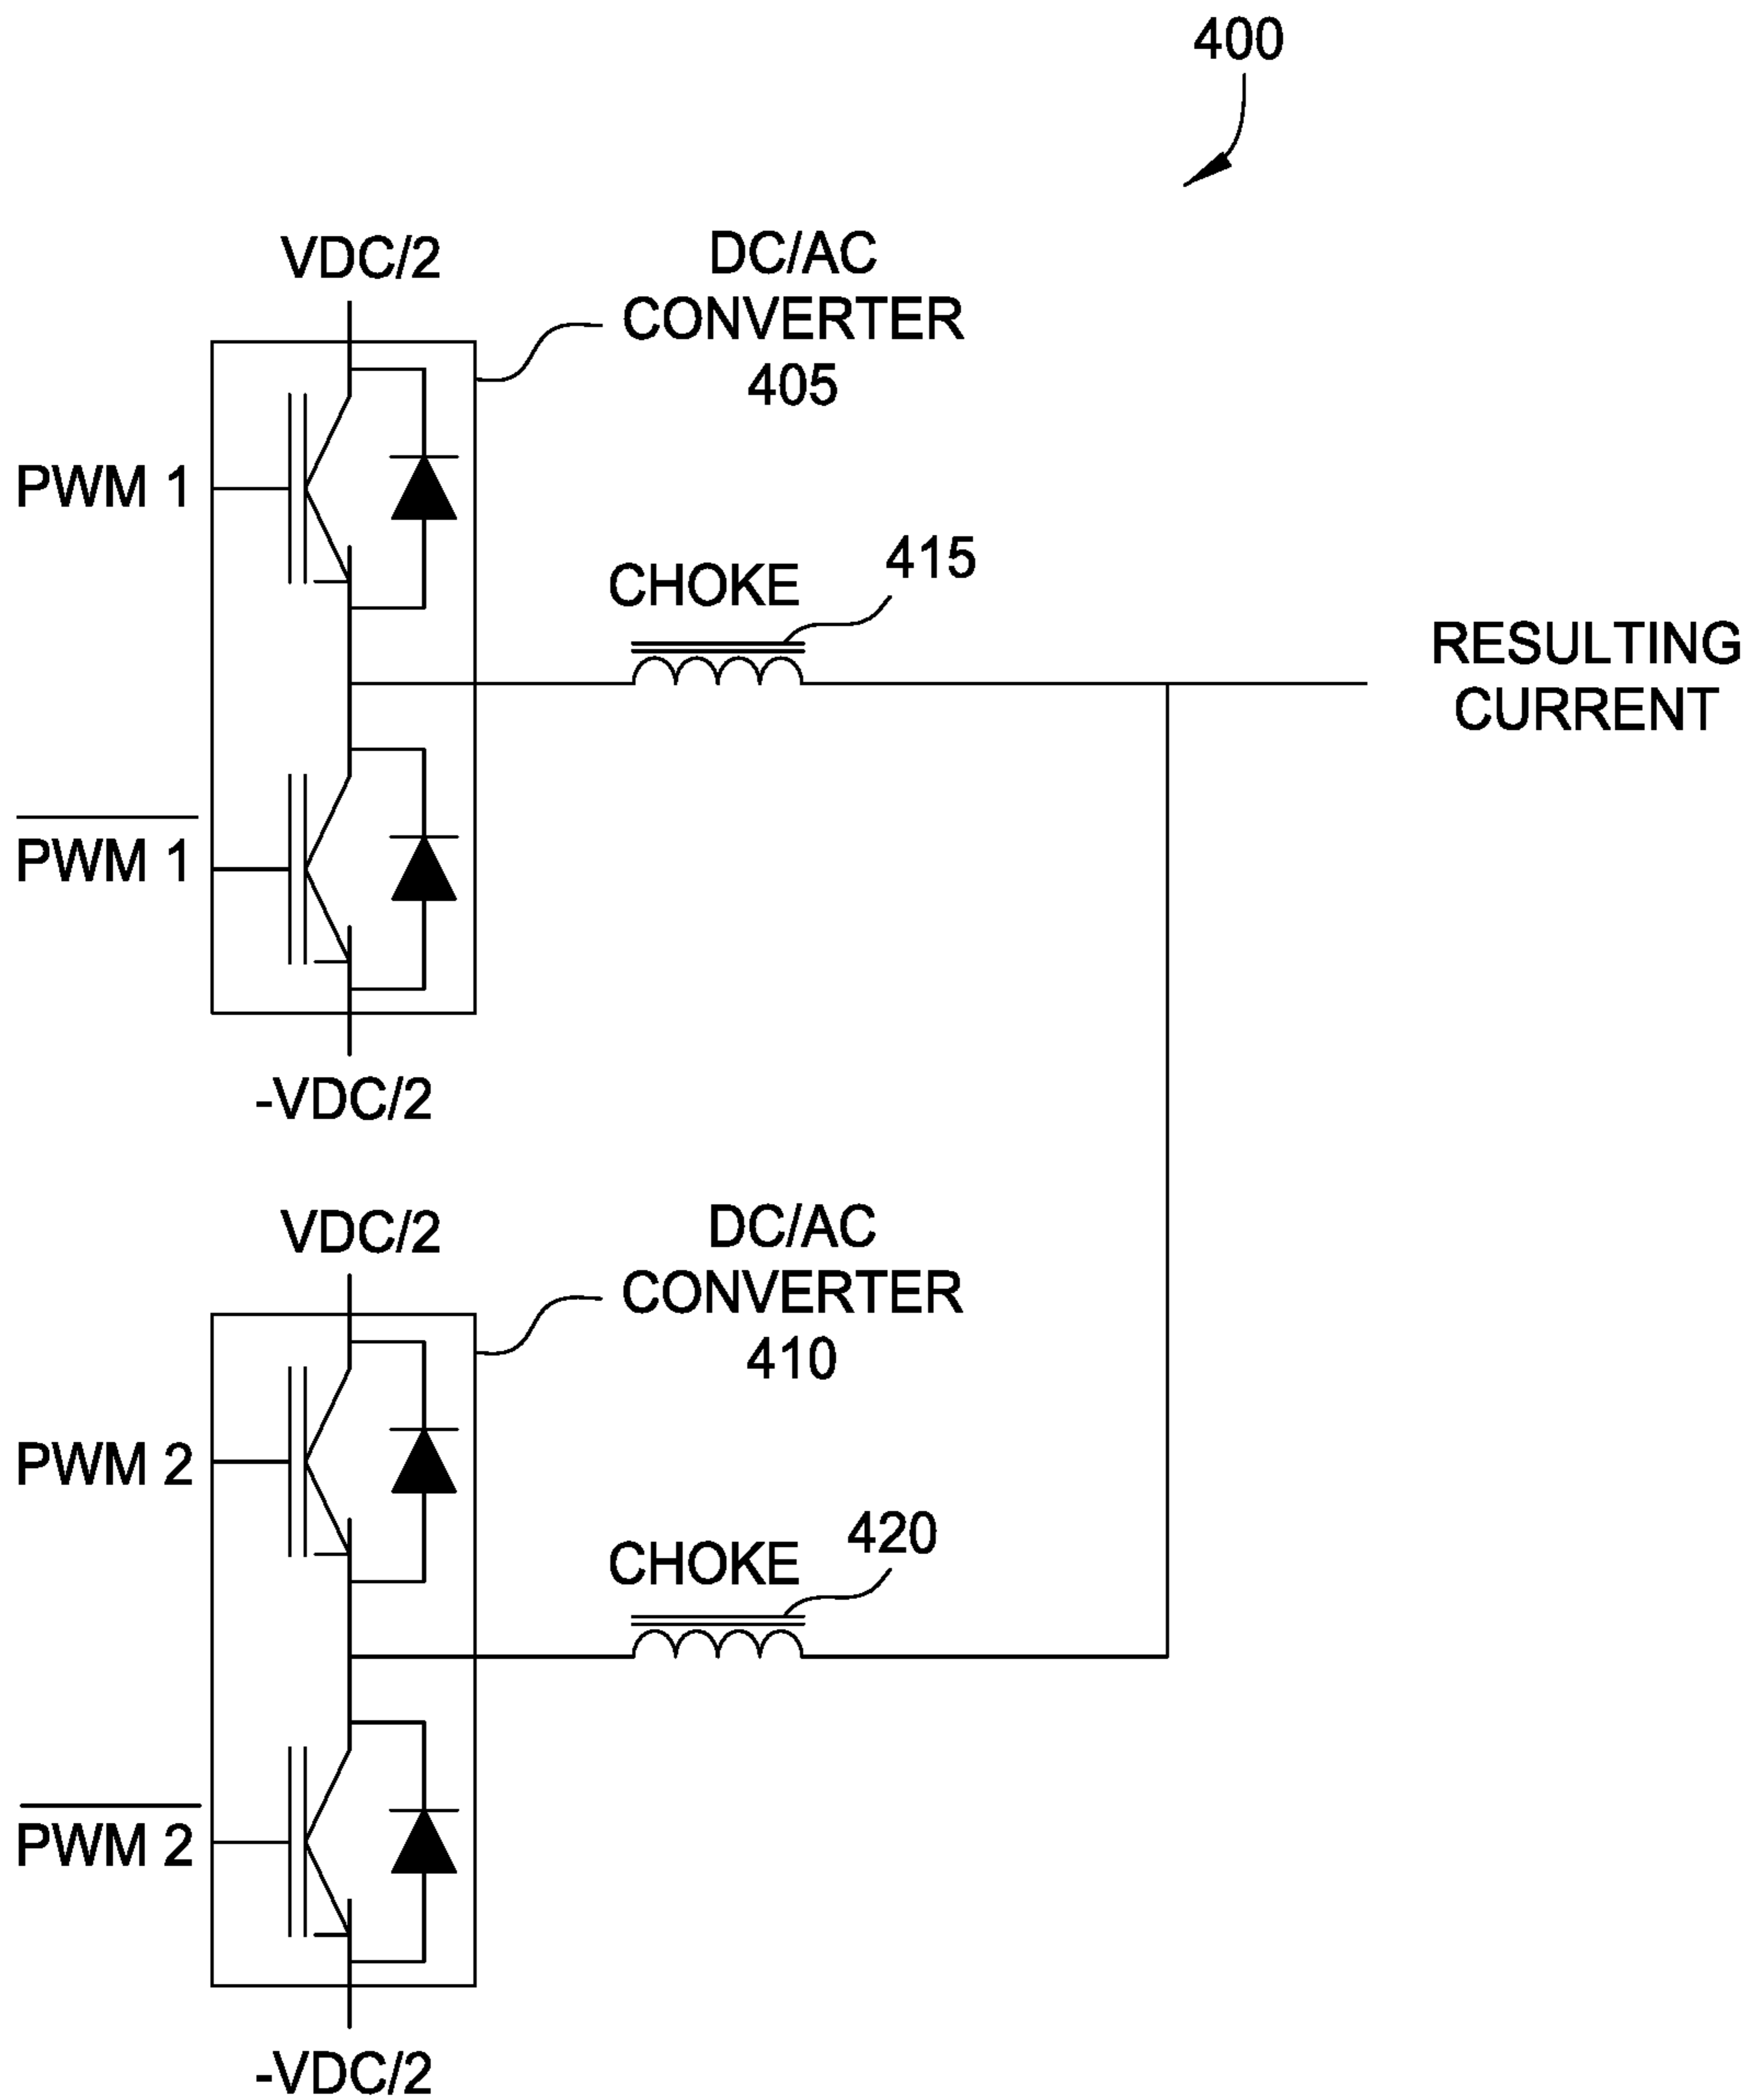 400
VDC/2
DC/AC
CONVERTER
405
PWM 1
CHOKE
415
RESULTING
CURRENT
PWM 1
-VDC/2
VDC/2
DC/AC
CONVERTER
410
PWM 2
CHOKE
420
PWM 2
-VDC/2